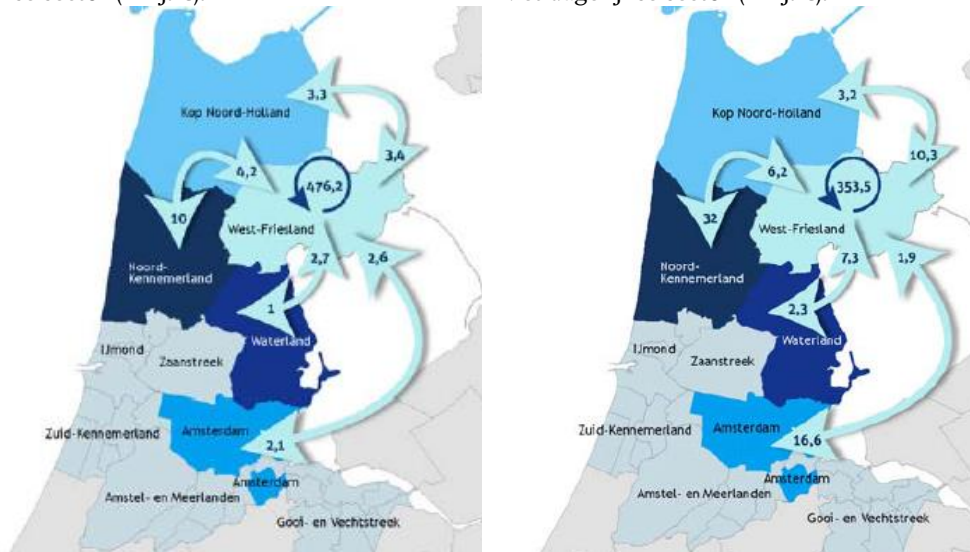 3,3
Kop Noord-Holland
3,4
4,2
476,2
10
West-Friesland
2,7
2,6
Noord-
Kennemerland
1
Waterland
IJmond
Zaanstreek
Zuid-Kennemerland
Amsterdam
2,1
Amsterdam
Amstel- en Meerlanden
Gooi- en Vechtstreek
3,2
Kop Noord-Holland
10,3
6,2
353,5
32
West-Friesland
7,3
1,9
Noord-
Kennemerland
2,3
Waterland
IJmond
Zaanstreek
Zuid-Kennemerland
Amsterdam
16,6
Amsterdam
Amstel- en Meerlanden
Gooi- en Vechtstreek